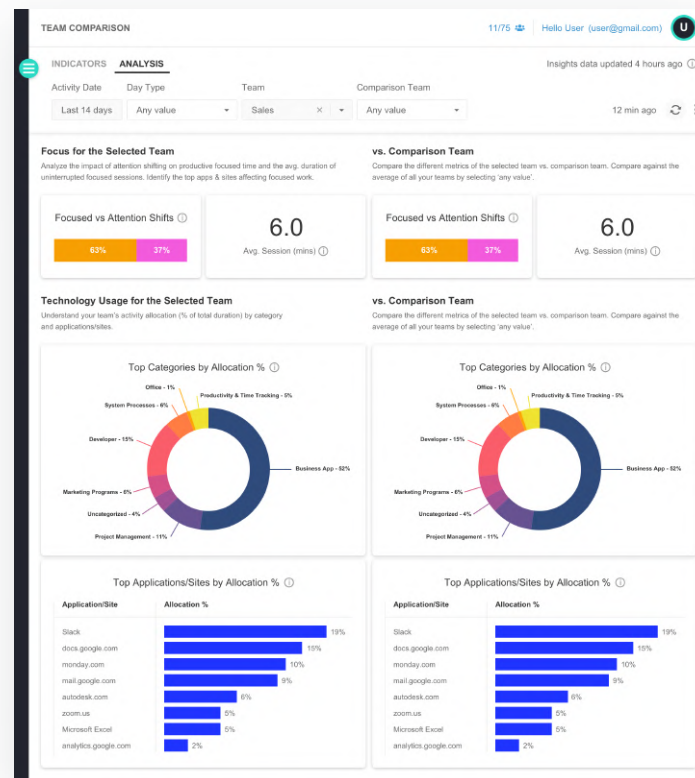 TEAM COMPARISON
11/75
Hello User (user@gmail.com)
U
INDICATORS ANALYSIS
Insights data updated 4 hours ago
Activity Date Day Type Team Comparison Team
Last 14 days Any value Sales Any value
12 min ago
Focus for the Selected Team
Analyze the impact of attention shifting on productive focused time and the avg. duration of
uninterrupted focused sessions. Identify the top apps & sites affecting focused work.
vs. Comparison Team
Compare the different metrics of the selected team vs. comparison team. Compare against the
average of all your teams by selecting 'any value'.
Focused vs Attention Shifts
63% 37%
6.0
Avg. Session (mins)
Focused vs Attention Shifts
63% 37%
6.0
Avg. Session (mins)
Technology Usage for the Selected Team
Understand your team's activity allocation (% of total duration) by category
and applications/sites.
vs. Comparison Team
Compare the different metrics of the selected team vs. comparison team. Compare against the
average of all your teams by selecting 'any value'.
Top Categories by Allocation %
Office - 1%
Productivity & Time Tracking - 5%
System Processes - 6%
Developer - 15%
Business App - 52%
Marketing Programs - 6%
Uncategorized - 4%
Project Management - 11%
Top Categories by Allocation %
Office - 1%
Productivity & Time Tracking - 5%
System Processes - 6%
Developer - 15%
Business App - 52%
Marketing Programs - 6%
Uncategorized - 4%
Project Management - 11%
Top Applications/Sites by Allocation %
Application/Site Allocation %
Slack 19%
docs.google.com 15%
monday.com 10%
mail.google.com 9%
autodesk.com 6%
zoom.us 5%
Microsoft Excel 5%
analytics.google.com 2%
Top Applications/Sites by Allocation %
Application/Site Allocation %
Slack 19%
docs.google.com 15%
monday.com 10%
mail.google.com 9%
autodesk.com 6%
zoom.us 5%
Microsoft Excel 5%
analytics.google.com 2%